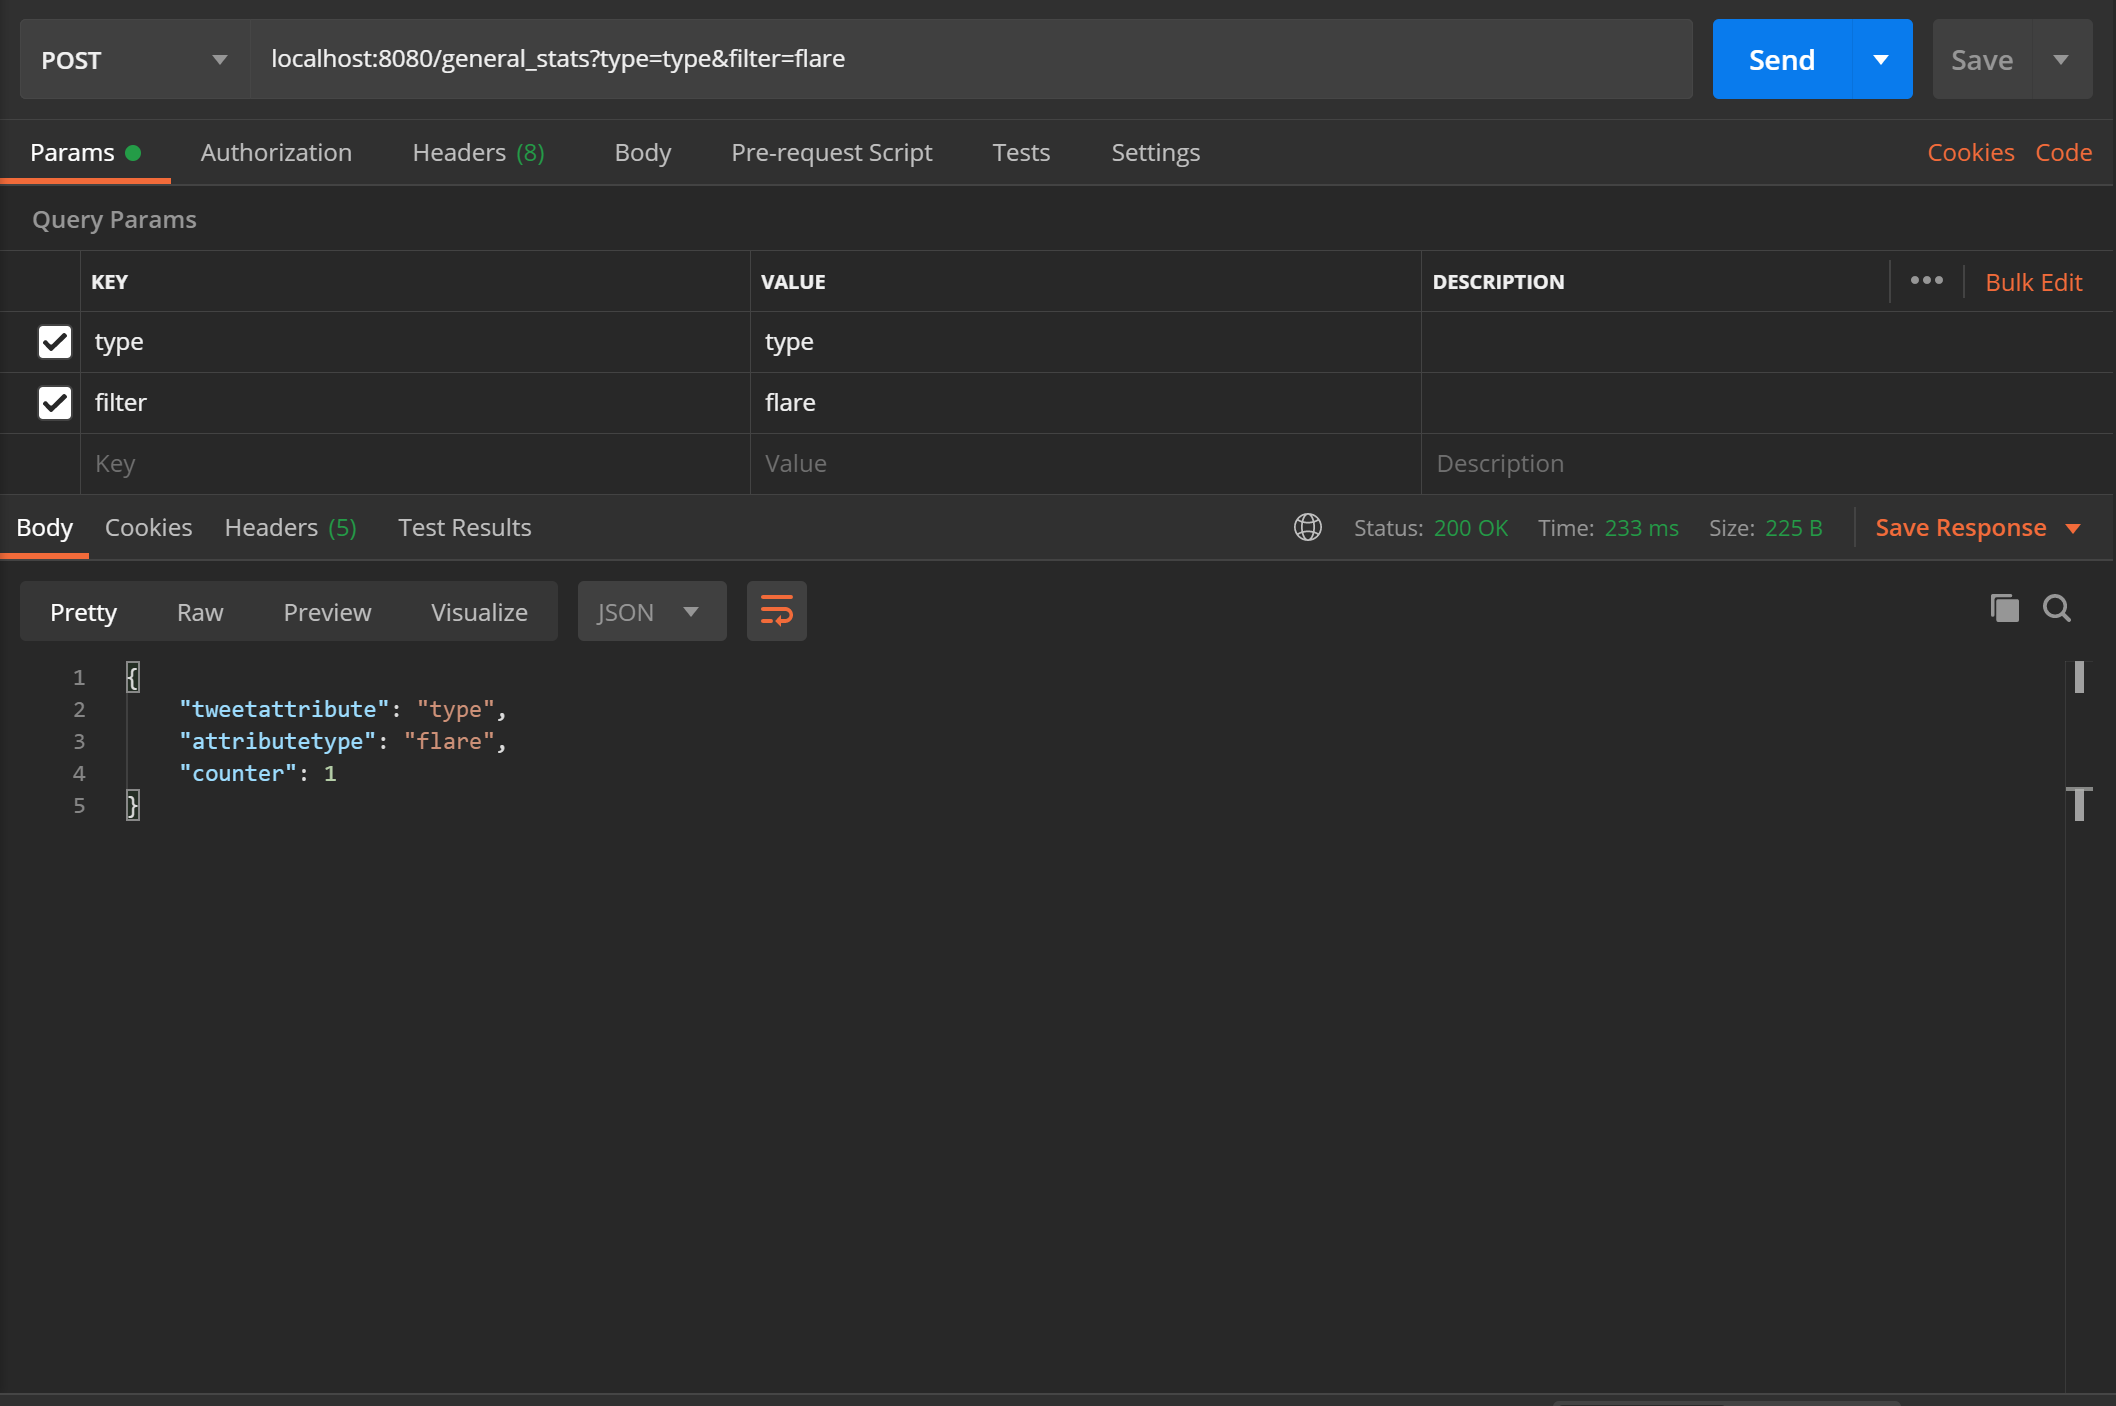 POST localhost:8080/general_stats?type=type&filter=flare Send Save
Params Authorization Headers (8) Body Pre-request Script Tests Settings Cookies Code
Query Params
KEY VALUE DESCRIPTION ••• Bulk Edit
type type
filter flare
Key Value Description
Body Cookies Headers (5) Test Results Status: 200 OK Time: 233 ms Size: 225 B Save Response
Pretty Raw Preview Visualize JSON
1 {
2 "tweetattribute": "type",
3 "attributetype": "flare",
4 "counter": 1
5 }